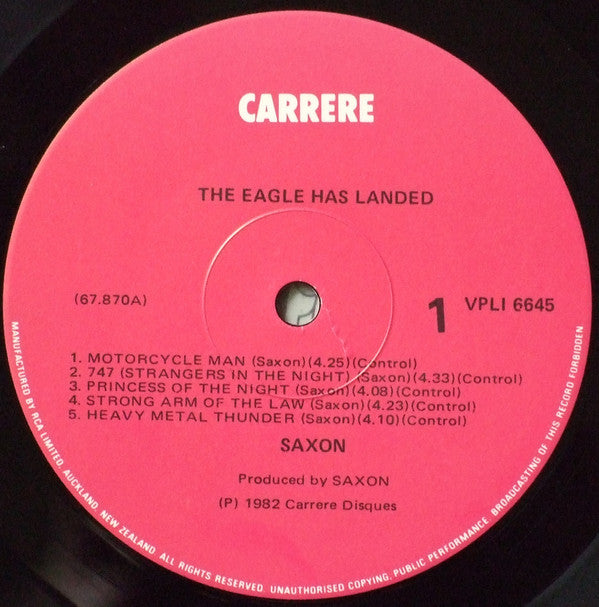 CARRERE
THE EAGLE HAS LANDED
(67.870A)
1 VPLI 6645
1. MOTORCYCLE MAN (Saxon)(4.25)(Control)
2. 747 (STRANGERS IN THE NIGHT) (Saxon)(4.33)(Control)
3. PRINCESS OF THE NIGHT (Saxon)(4.08)(Control)
4. STRONG ARM OF THE LAW (Saxon)(4.23)(Control)
5. HEAVY METAL THUNDER (Saxon)(4.10)(Control)
SAXON
Produced by SAXON
(P) 1982 Carrere Disques
MANUFACTURED BY RCA LIMITED, AUCKLAND, NEW ZEALAND. ALL RIGHTS RESERVED. UNAUTHORISED COPYING, PUBLIC PERFORMANCE, BROADCASTING OF THIS RECORD FORBIDDEN